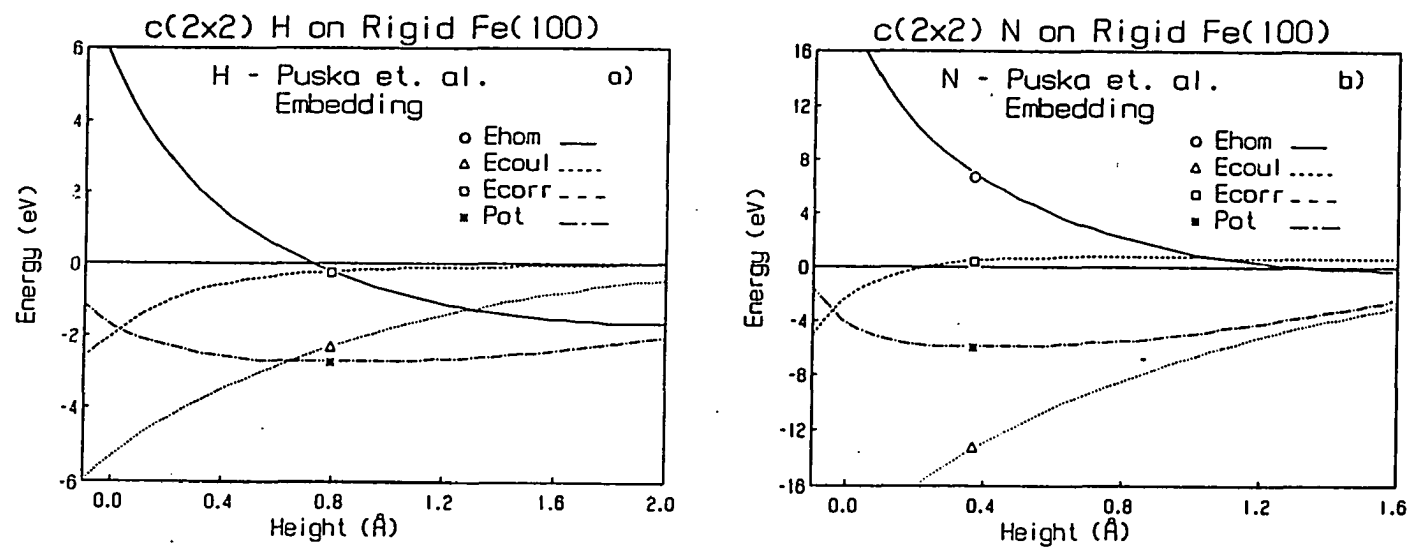 c(2x2) H on Rigid Fe(100)
H - Puska et. al.
Embedding
a)
Ehom
Ecoul
Ecorr
Pot
Energy (eV)
6
4
2
0
-2
-4
-6
0.0 0.4 0.8 1.2 1.6 2.0
Height (Å)
c(2x2) N on Rigid Fe(100)
N - Puska et. al.
Embedding
b)
Ehom
Ecoul
Ecorr
Pot
Energy (eV)
16
12
8
4
0
-4
-8
-12
-16
0.0 0.4 0.8 1.2 1.6
Height (Å)